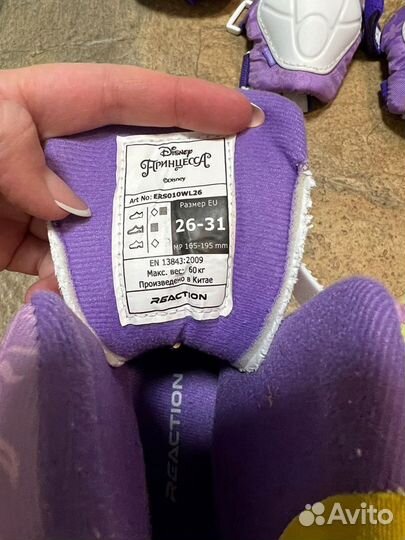 Disney
ПРИНЦЕССА
©Disney
Art No: ERS010WL26
Размер EU
26-31
MP 165-195 mm
EN 13843:2009
Макс. вес: 60 кг
Произведено в Китае
REACTION
REACTION
Avito